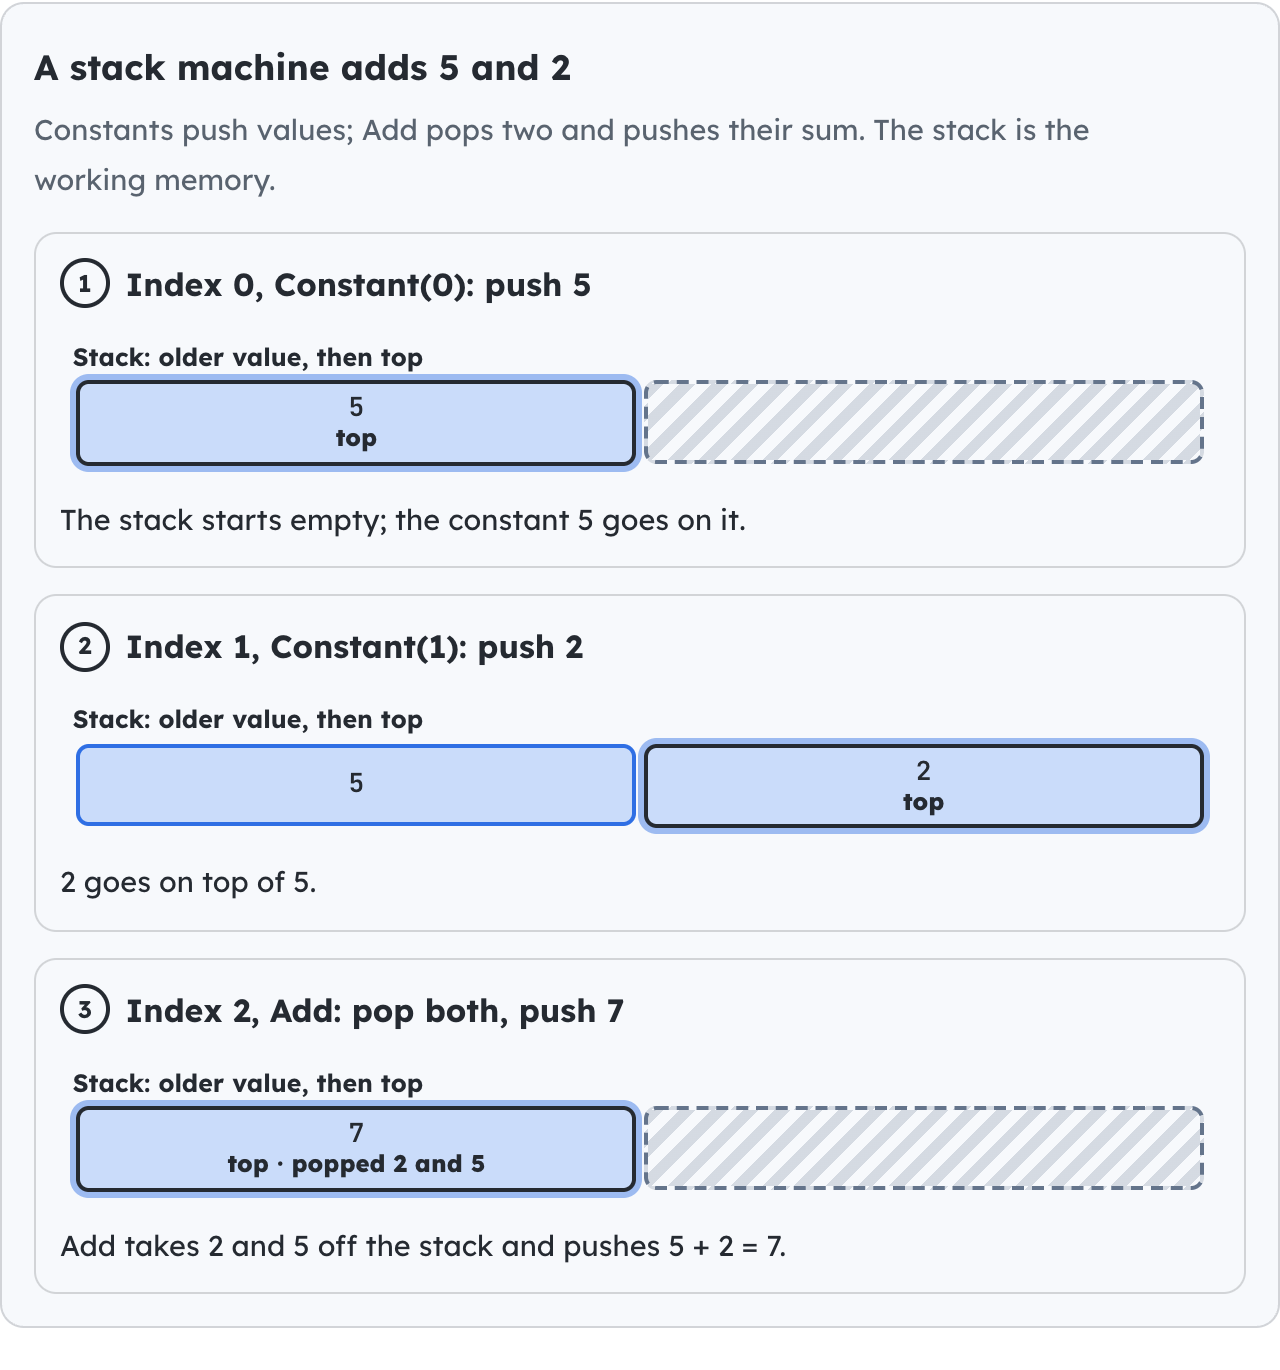 A stack machine adds 5 and 2
Constants push values; Add pops two and pushes their sum. The stack is the
working memory.
1 Index 0, Constant(0): push 5
Stack: older value, then top
5
top
The stack starts empty; the constant 5 goes on it.
2 Index 1, Constant(1): push 2
Stack: older value, then top
5
2
top
2 goes on top of 5.
3 Index 2, Add: pop both, push 7
Stack: older value, then top
7
top · popped 2 and 5
Add takes 2 and 5 off the stack and pushes 5 + 2 = 7.